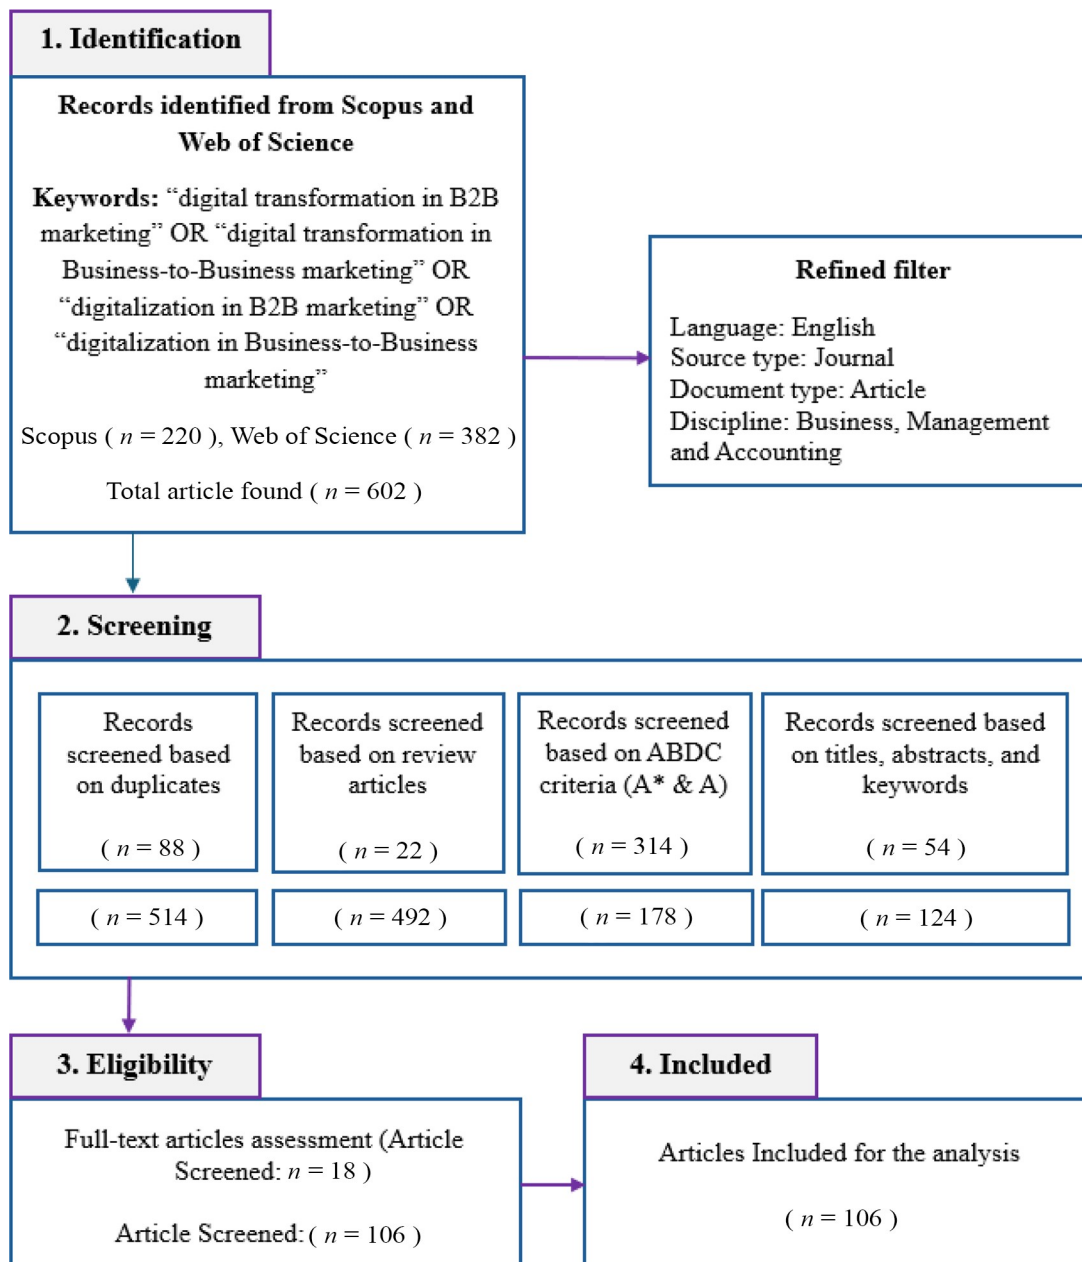 1. Identification
Records identified from Scopus and
Web of Science
Keywords: “digital transformation in B2B
marketing” OR “digital transformation in
Business-to-Business marketing” OR
“digitalization in B2B marketing” OR
“digitalization in Business-to-Business
marketing”
Scopus ( n = 220 ), Web of Science ( n = 382 )
Total article found ( n = 602 )
Refined filter
Language: English
Source type: Journal
Document type: Article
Discipline: Business, Management
and Accounting
2. Screening
Records
screened based
on duplicates
( n = 88 )
Records screened
based on review
articles
( n = 22 )
Records screened
based on ABDC
criteria (A* & A)
( n = 314 )
Records screened based
on titles, abstracts, and
keywords
( n = 54 )
( n = 514 )
( n = 492 )
( n = 178 )
( n = 124 )
3. Eligibility
Full-text articles assessment (Article
Screened: n = 18 )
Article Screened: ( n = 106 )
4. Included
Articles Included for the analysis
( n = 106 )